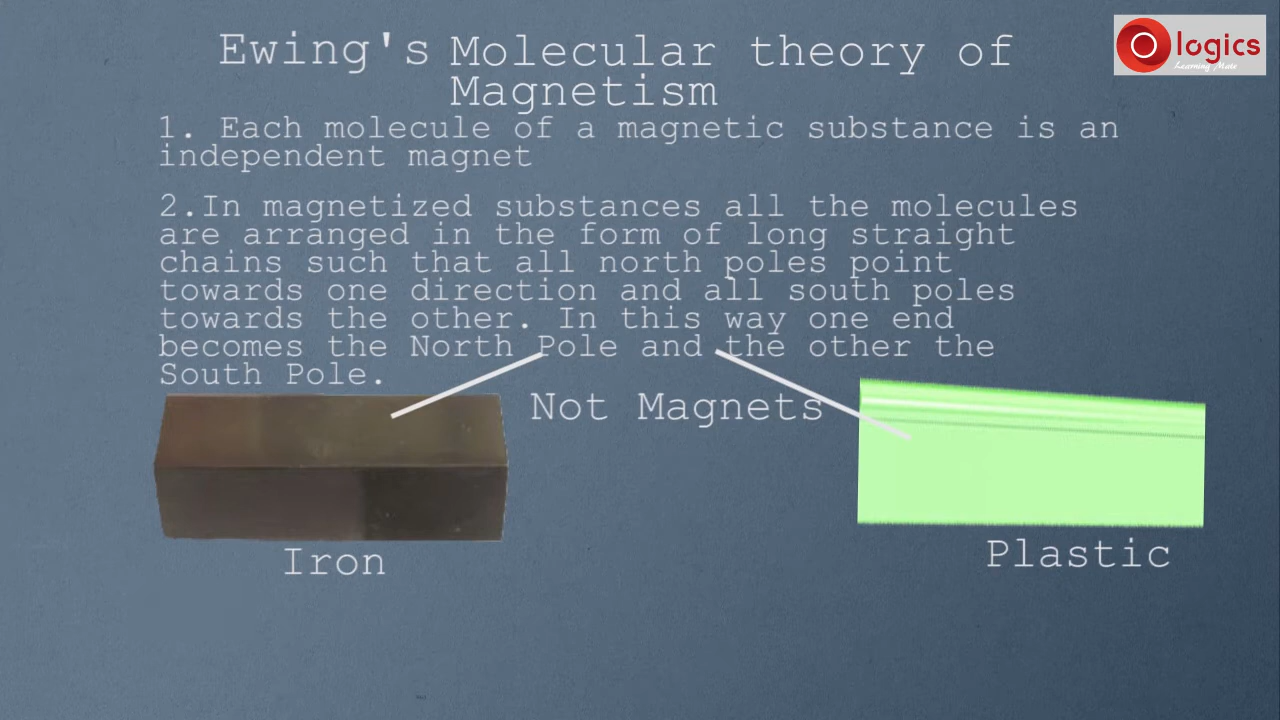 Ewing's Molecular theory of
Magnetism
1. Each molecule of a magnetic substance is an
independent magnet
2.In magnetized substances all the molecules
are arranged in the form of long straight
chains such that all north poles point
towards one direction and all south poles
towards the other. In this way one end
becomes the North Pole and the other the
South Pole.
Not Magnets
Iron
Plastic
Ologics
Learning Mate